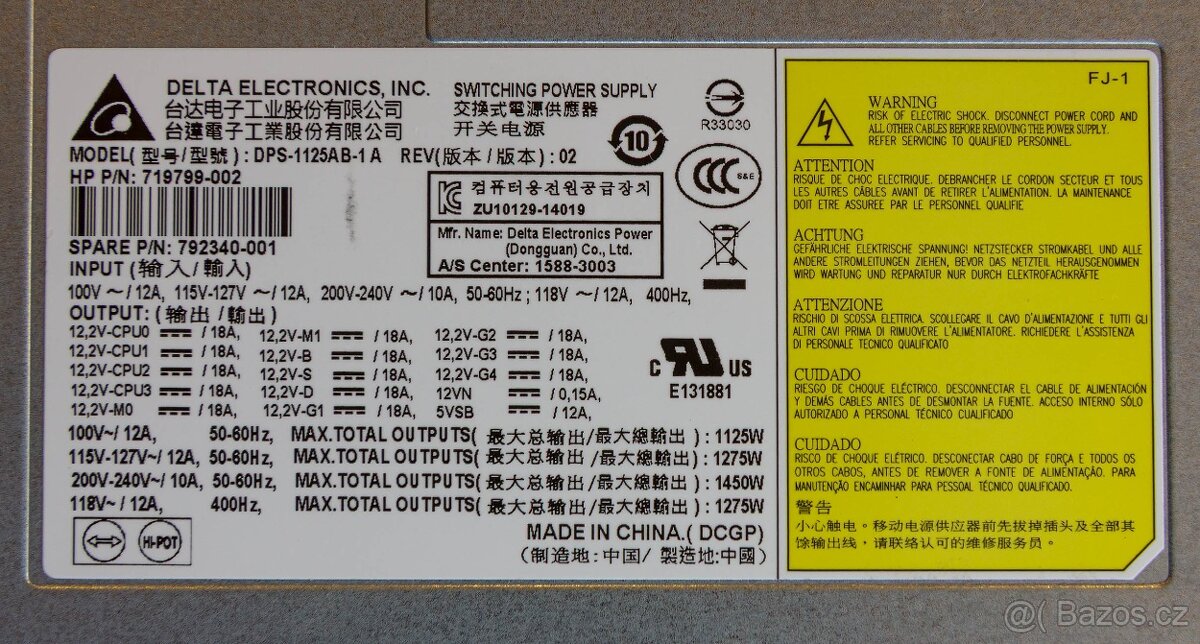 DELTA ELECTRONICS, INC.
台达电子工业股份有限公司
台達電子工業股份有限公司
SWITCHING POWER SUPPLY
交換式電源供應器
开关电源
R33030
10
MODEL(型号/型號): DPS-1125AB-1 A REV(版本/版本): 02
HP P/N: 719799-002
SPARE P/N: 792340-001
컴퓨터용전원공급장치
ZU10129-14019
Mfr. Name: Delta Electronics Power
(Dongguan) Co., Ltd.
A/S Center: 1588-3003
CCC S&E
INPUT (输入/輸入)
100V ～/ 12A, 115V-127V ～/ 12A, 200V-240V ～/ 10A, 50-60Hz; 118V ～/ 12A, 400Hz,
OUTPUT: (输出/輸出)
12,2V-CPU0 ⎓ / 18A, 12,2V-M1 ⎓ / 18A, 12,2V-G2 ⎓ / 18A,
12,2V-CPU1 ⎓ / 18A, 12,2V-B ⎓ / 18A, 12,2V-G3 ⎓ / 18A,
12,2V-CPU2 ⎓ / 18A, 12,2V-S ⎓ / 18A, 12,2V-G4 ⎓ / 18A,
12,2V-CPU3 ⎓ / 18A, 12,2V-D ⎓ / 18A, 12VN ⎓ / 0,15A,
12,2V-M0 ⎓ / 18A, 12,2V-G1 ⎓ / 18A, 5VSB ⎓ / 12A,
c RU US
E131881
100V~/ 12A, 50-60Hz, MAX.TOTAL OUTPUTS(最大总输出/最大總輸出): 1125W
115V-127V~/ 12A, 50-60Hz, MAX.TOTAL OUTPUTS(最大总输出/最大總輸出): 1275W
200V-240V~/ 10A, 50-60Hz, MAX.TOTAL OUTPUTS(最大总输出/最大總輸出): 1450W
118V~/ 12A, 400Hz, MAX.TOTAL OUTPUTS(最大总输出/最大總輸出): 1275W
HI-POT
MADE IN CHINA.( DCGP)
(制造地:中国/ 製造地:中國)
FJ-1
WARNING
RISK OF ELECTRIC SHOCK. DISCONNECT POWER CORD AND
ALL OTHER CABLES BEFORE REMOVING THE POWER SUPPLY.
REFER SERVICING TO QUALIFIED PERSONNEL.
ATTENTION
RISQUE DE CHOC ELECTRIQUE. DEBRANCHER LE CORDON SECTEUR ET TOUS
LES AUTRES CÂBLES AVANT DE RETIRER L'ALIMENTATION. LA MAINTENANCE
DOIT ETRE ASSUREE PAR LE PERSONNEL QUALIFIE
ACHTUNG
GEFÄHRLICHE ELEKTRISCHE SPANNUNG! NETZSTECKER STROMKABEL UND ALLE
ANDERE STROMLEITUNGEN ZIEHEN, BEVOR DAS NETZTEIL HERAUSGENOMMEN
WIRD WARTUNG UND REPARATUR NUR DURCH ELEKTROFACHKRÄFTE
ATTENZIONE
RISCHIO DI SCOSSA ELETTRICA. SCOLLEGARE IL CAVO D'ALIMENTAZIONE E TUTTI GLI
ALTRI CAVI PRIMA DI RIMUOVERE L'ALIMENTATORE. RICHIEDERE L'ASSISTENZA
DI PERSONALE TECNICO QUALIFICATO
CUIDADO
RIESGO DE CHOQUE ELÉCTRICO. DESCONECTAR EL CABLE DE ALIMENTACIÓN
Y DEMÁS CABLES ANTES DE DESMONTAR LA FUENTE. ACCESO INTERNO SÓLO
AUTORIZADO A PERSONAL TÉCNICO CUALIFICADO
CUIDADO
RISCO DE CHOQUE ELÉCTRICO. DESCONECTAR CABO DE FORÇA E TODOS OS
OTROS CABOS, ANTES DE REMOVER A FONTE DE ALIMENTAÇÃO. PARA
MANUTENÇÃO ENCAMINHAR PARA PESSOAL TÉCNICO QUALIFICADO.
警告
小心触电。移动电源供应器前先拔掉插头及全部其
馀输出线，请联络认可的维修服务员。
@( Bazos.cz